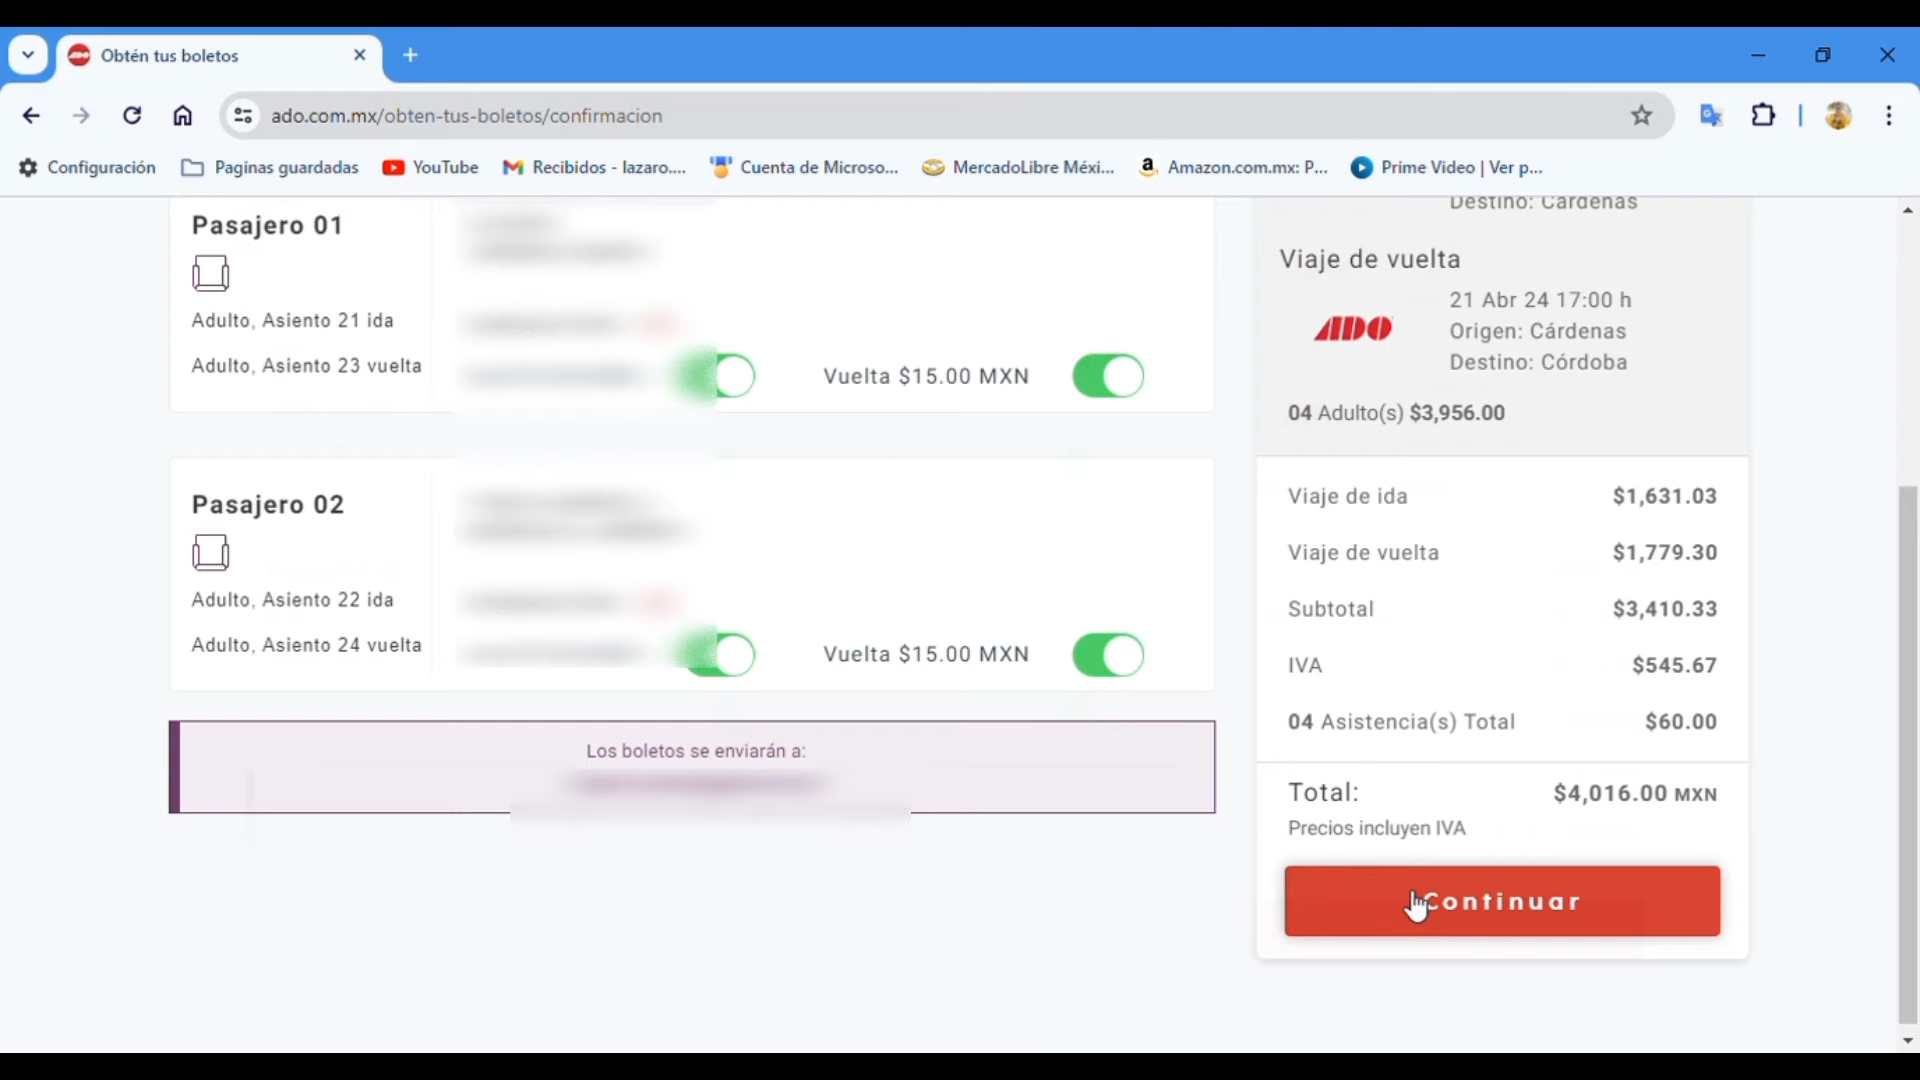 Obtén tus boletos
ado.com.mx/obten-tus-boletos/confirmacion
Configuración
Paginas guardadas
YouTube
Recibidos - lazaro....
Cuenta de Microso...
MercadoLibre Méxi...
Amazon.com.mx: P...
Prime Video | Ver p...
Pasajero 01
Adulto, Asiento 21 ida
Adulto, Asiento 23 vuelta
Vuelta $15.00 MXN
Pasajero 02
Adulto, Asiento 22 ida
Adulto, Asiento 24 vuelta
Vuelta $15.00 MXN
Los boletos se enviarán a:
Destino: Cárdenas
Viaje de vuelta
ADO
21 Abr 24 17:00 h
Origen: Cárdenas
Destino: Córdoba
04 Adulto(s) $3,956.00
Viaje de ida $1,631.03
Viaje de vuelta $1,779.30
Subtotal $3,410.33
IVA $545.67
04 Asistencia(s) Total $60.00
Total: $4,016.00 MXN
Precios incluyen IVA
Continuar